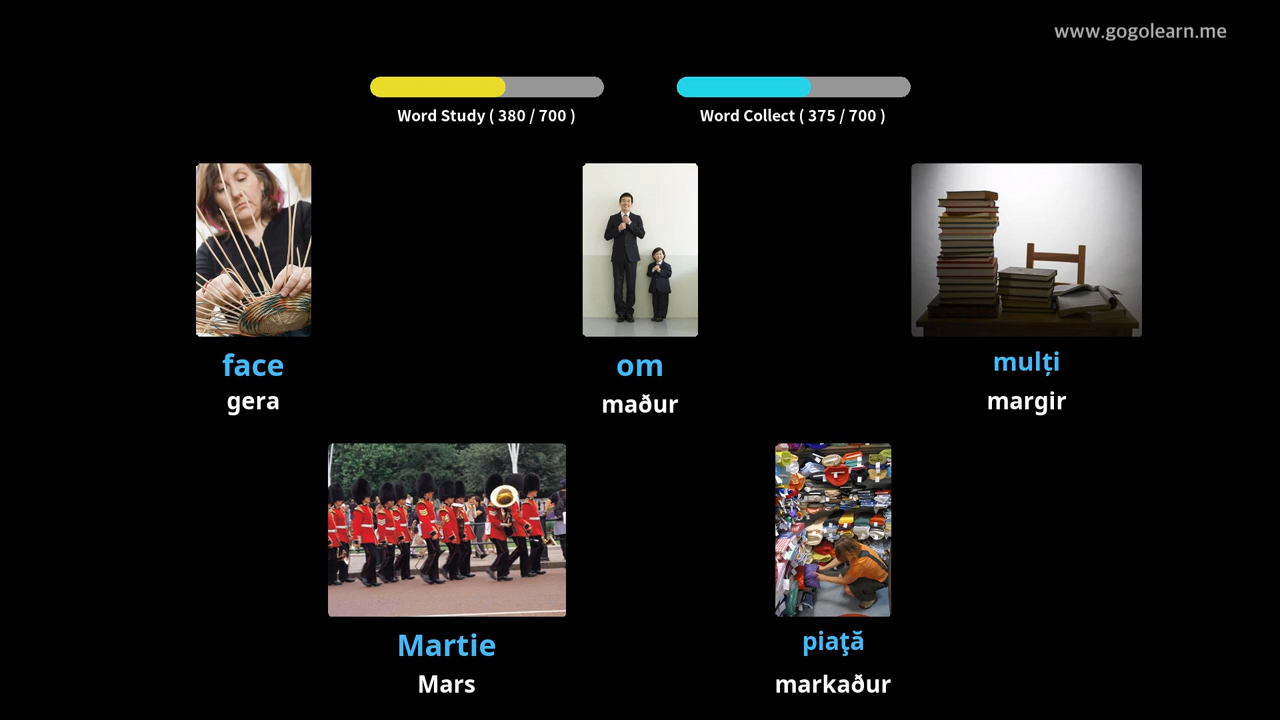 www.gogolearn.me
Word Study ( 380 / 700 )
Word Collect ( 375 / 700 )
face
gera
om
maður
mulți
margir
Martie
Mars
piaţă
markaður